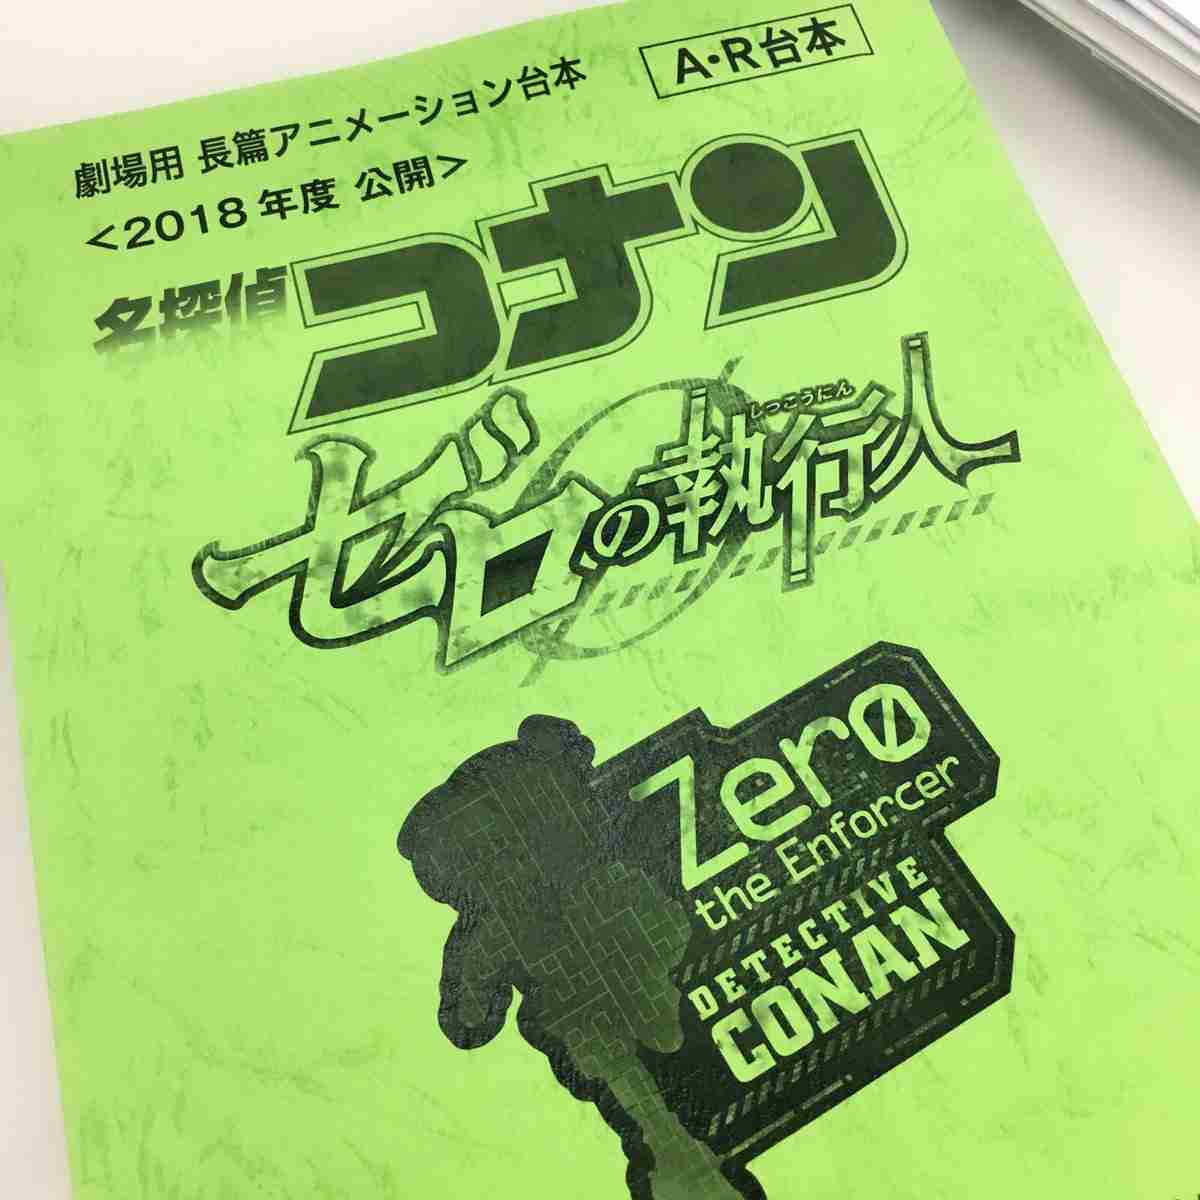 A・R台本
劇場用 長篇アニメーション台本
<2018年度 公開>
名探偵コナン
しっこうにん
ゼロの執行人
Zero
the Enforcer
DETECTIVE
CONAN